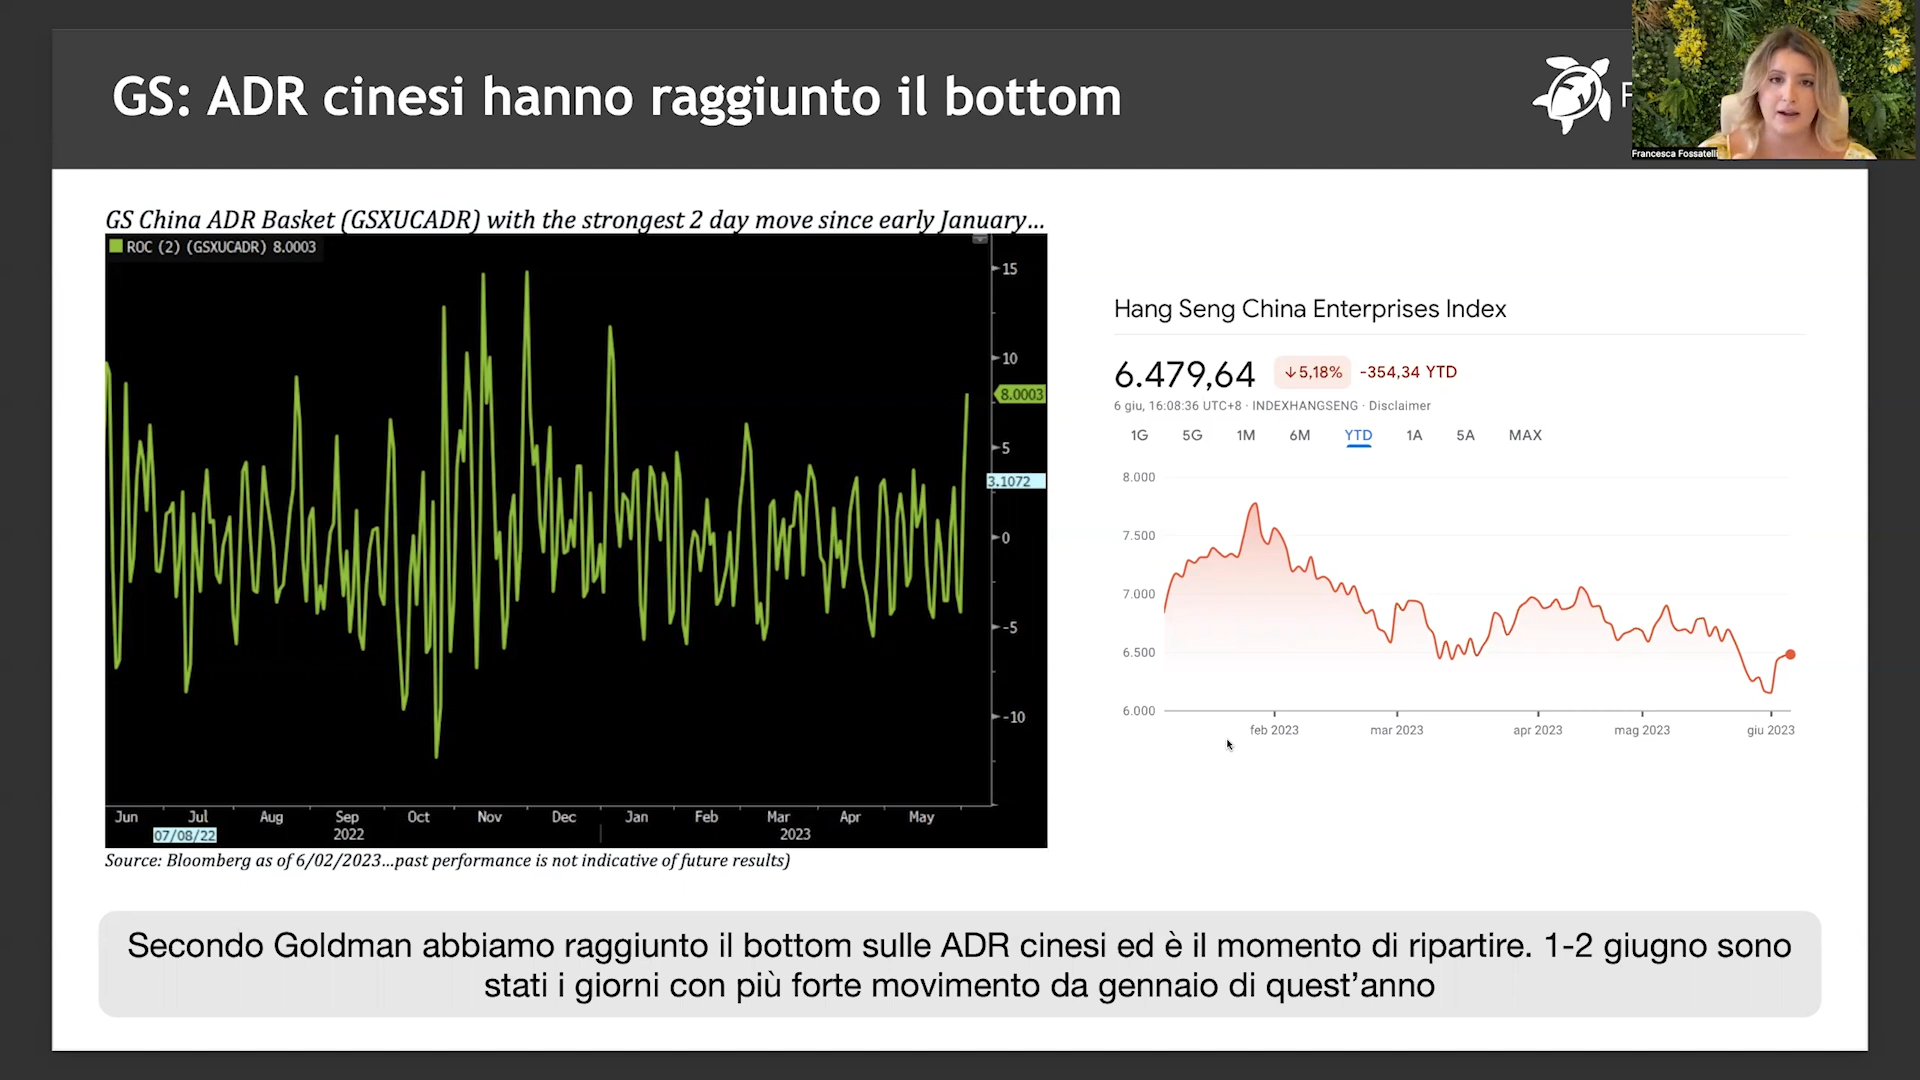 GS: ADR cinesi hanno raggiunto il bottom
F
Francesca Fossatelli
GS China ADR Basket (GSXUCADR) with the strongest 2 day move since early January...
ROC (2) (GSXUCADR) 8.0003
15
10
8.0003
5
3.1072
0
-5
-10
Jun Jul Aug Sep Oct Nov Dec Jan Feb Mar Apr May
07/08/22 2022 2023
Source: Bloomberg as of 6/02/2023...past performance is not indicative of future results)
Hang Seng China Enterprises Index
6.479,64 ↓5,18% -354,34 YTD
6 giu, 16:08:36 UTC+8 · INDEXHANGSENG · Disclaimer
1G 5G 1M 6M YTD 1A 5A MAX
8.000
7.500
7.000
6.500
6.000
feb 2023 mar 2023 apr 2023 mag 2023 giu 2023
Secondo Goldman abbiamo raggiunto il bottom sulle ADR cinesi ed è il momento di ripartire. 1-2 giugno sono
stati i giorni con più forte movimento da gennaio di quest'anno